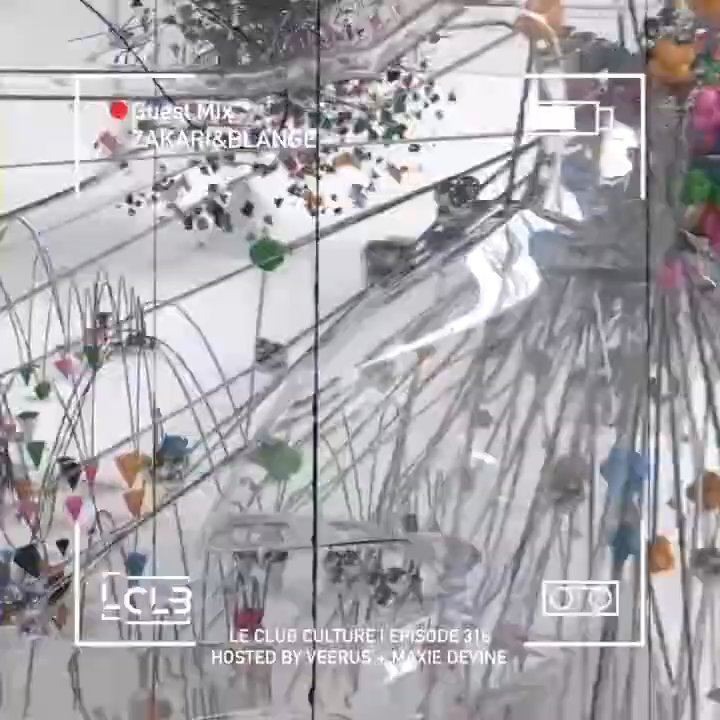 Guest Mix
ZAKARI&BLANGE
LCLB
LE CLUB CULTURE | EPISODE 316
HOSTED BY VEERUS + MAXIE DEVINE